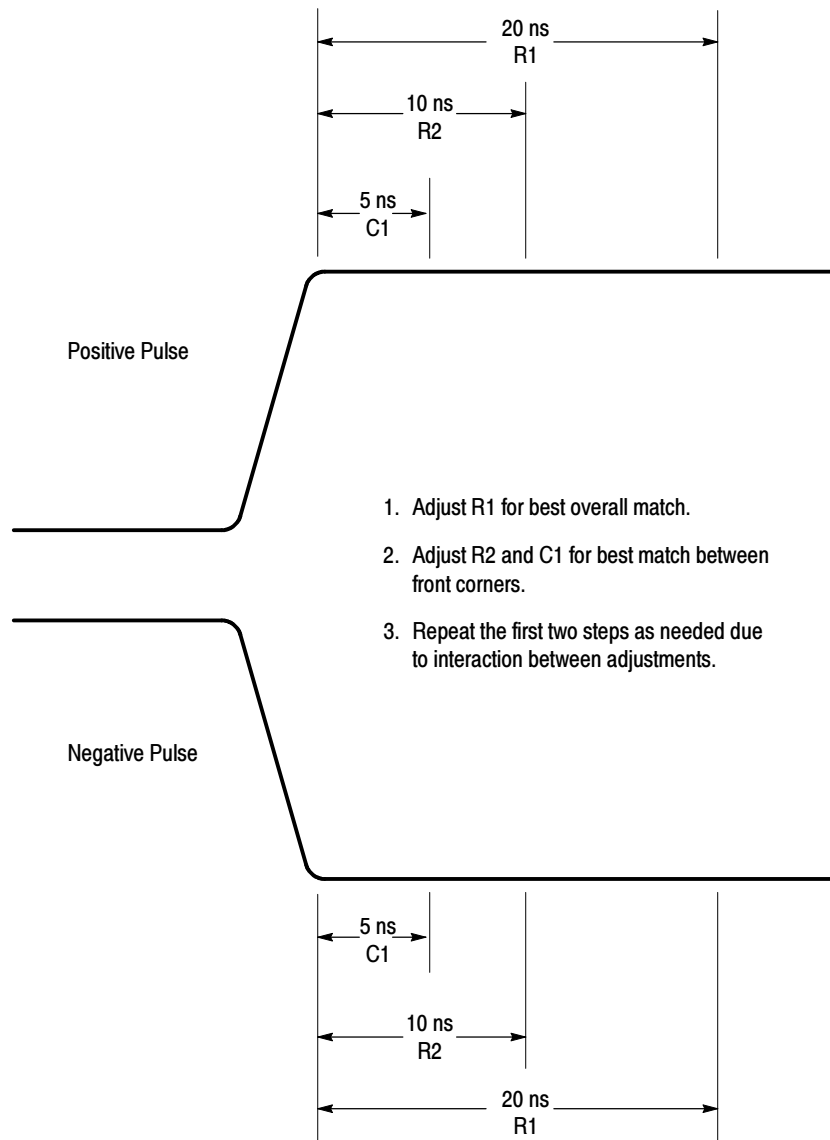 20 ns
R1
10 ns
R2
5 ns
C1
Positive Pulse
1. Adjust R1 for best overall match.
2. Adjust R2 and C1 for best match between
front corners.
3. Repeat the first two steps as needed due
to interaction between adjustments.
Negative Pulse
5 ns
C1
10 ns
R2
20 ns
R1